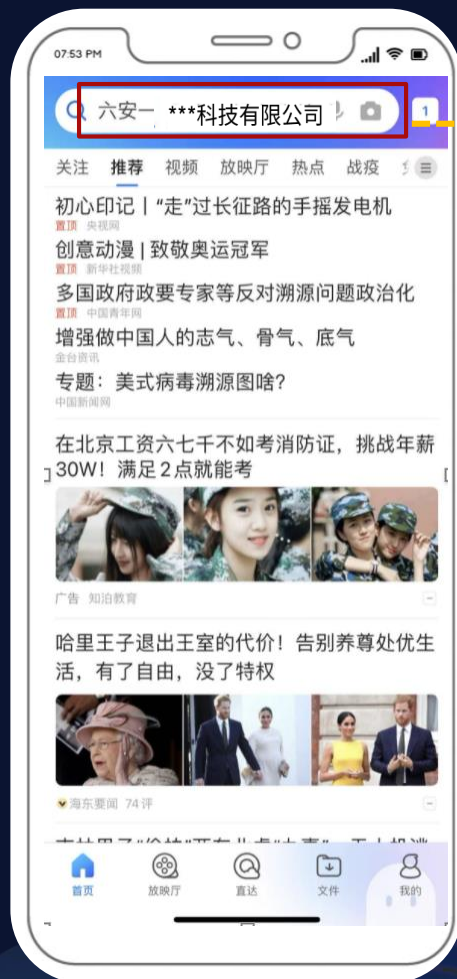 07:53 PM
六安一 ***科技有限公司
1
关注 推荐 视频 放映厅 热点 战疫
初心印记丨“走”过长征路的手摇发电机
置顶 央视网
创意动漫 | 致敬奥运冠军
置顶 新华社视频
多国政府政要专家等反对溯源问题政治化
置顶 中国青年网
增强做中国人的志气、骨气、底气
金台资讯
专题：美式病毒溯源图啥?
中国新闻网
在北京工资六七千不如考消防证，挑战年薪
30W！满足2点就能考
广告 知泊教育
哈里王子退出王室的代价！告别养尊处优生
活，有了自由，没了特权
海东要闻 74评
首页 放映厅 直达 文件 我的